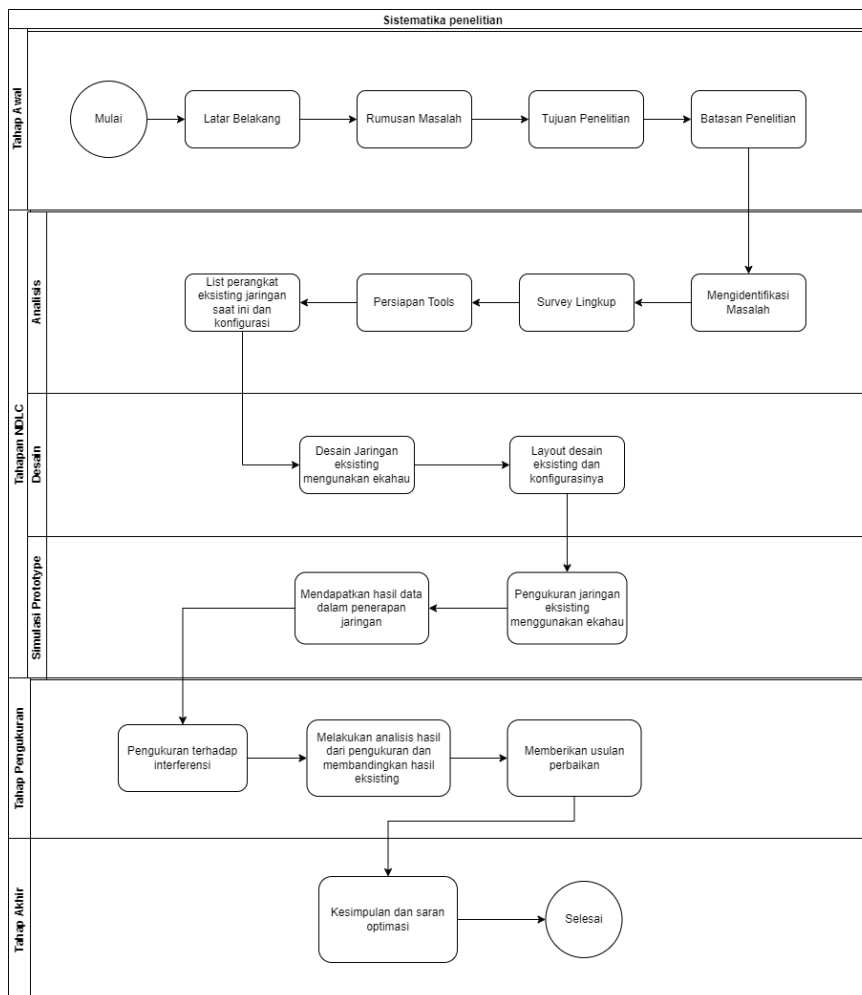 Sistematika penelitian
Tahap Awal
Mulai
Latar Belakang
Rumusan Masalah
Tujuan Penelitian
Batasan Penelitian
Tahapan NDLC
Analisis
List perangkat
eksisting jaringan
saat ini dan
konfigurasi
Persiapan Tools
Survey Lingkup
Mengidentifikasi
Masalah
Desain
Desain Jaringan
eksisting
mengunakan ekahau
Layout desain
eksisting dan
konfigurasinya
Simulasi Prototype
Mendapatkan hasil data
dalam penerapan
jaringan
Pengukuran jaringan
eksisting
menggunakan ekahau
Tahap Pengukuran
Pengukuran terhadap
interferensi
Melakukan analisis hasil
dari pengukuran dan
membandingkan hasil
eksisting
Memberikan usulan
perbaikan
Tahap Akhir
Kesimpulan dan saran
optimasi
Selesai